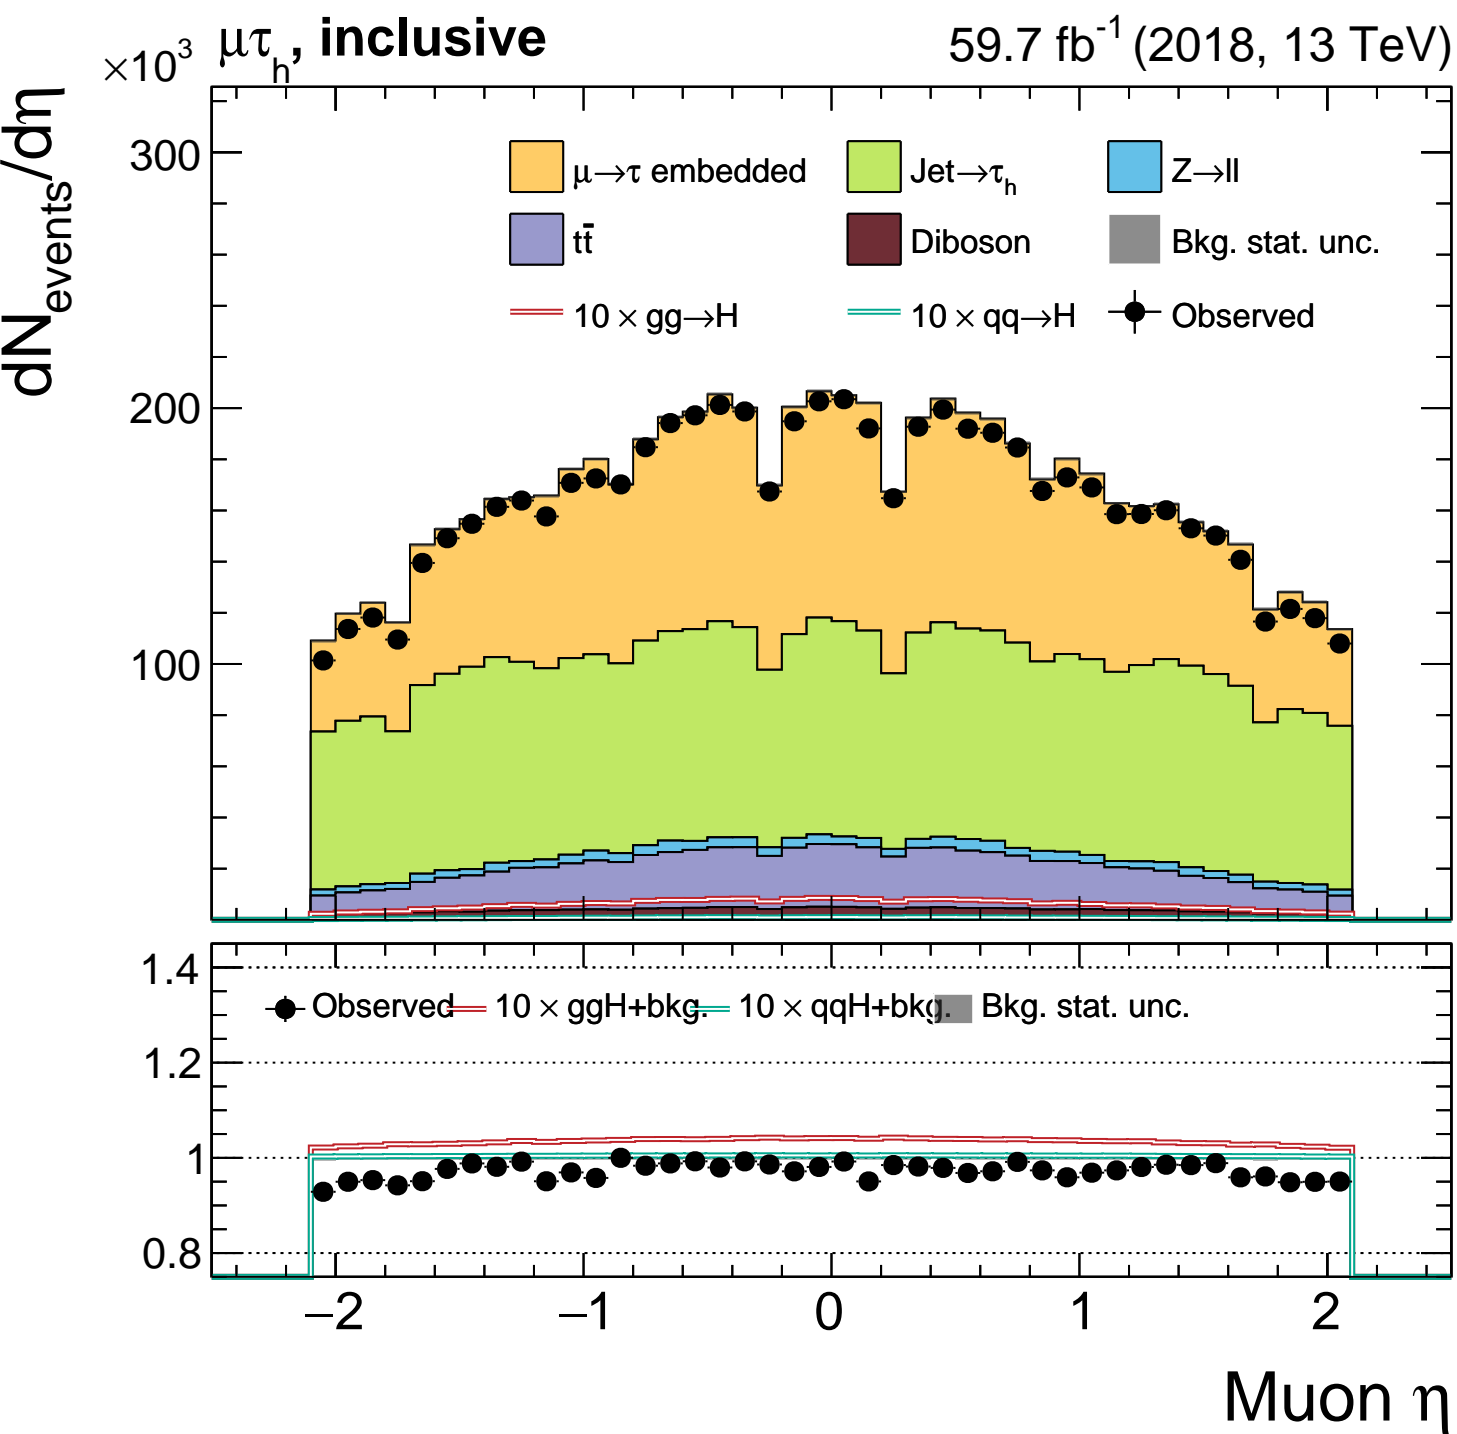 ×10³ μτh, inclusive 59.7 fb⁻¹ (2018, 13 TeV)
dNevents/dη
300
200
100
μ→τ embedded Jet→τh Z→ll
tt̄ Diboson Bkg. stat. unc.
10 × gg→H 10 × qq→H Observed
1.4
1.2
1
0.8
Observed 10 × ggH+bkg. 10 × qqH+bkg. Bkg. stat. unc.
−2 −1 0 1 2
Muon η